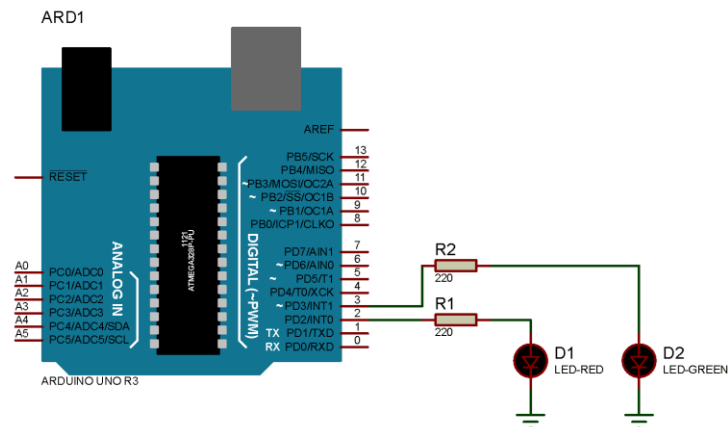 ARD1
AREF
PB5/SCK 13
PB4/MISO 12
~PB3/MOSI/OC2A 11
~ PB2/SS/OC1B 10
~ PB1/OC1A 9
PB0/ICP1/CLKO 8
RESET
1121
ATMEGA328P-PU
DIGITAL (~PWM)
ANALOG IN
PD7/AIN1 7
~ PD6/AIN0 6
~ PD5/T1 5
PD4/T0/XCK 4
~PD3/INT1 3
PD2/INT0 2
TX PD1/TXD 1
RX PD0/RXD 0
A0 PC0/ADC0
A1 PC1/ADC1
A2 PC2/ADC2
A3 PC3/ADC3
A4 PC4/ADC4/SDA
A5 PC5/ADC5/SCL
ARDUINO UNO R3
R2
220
R1
220
D1
LED-RED
D2
LED-GREEN